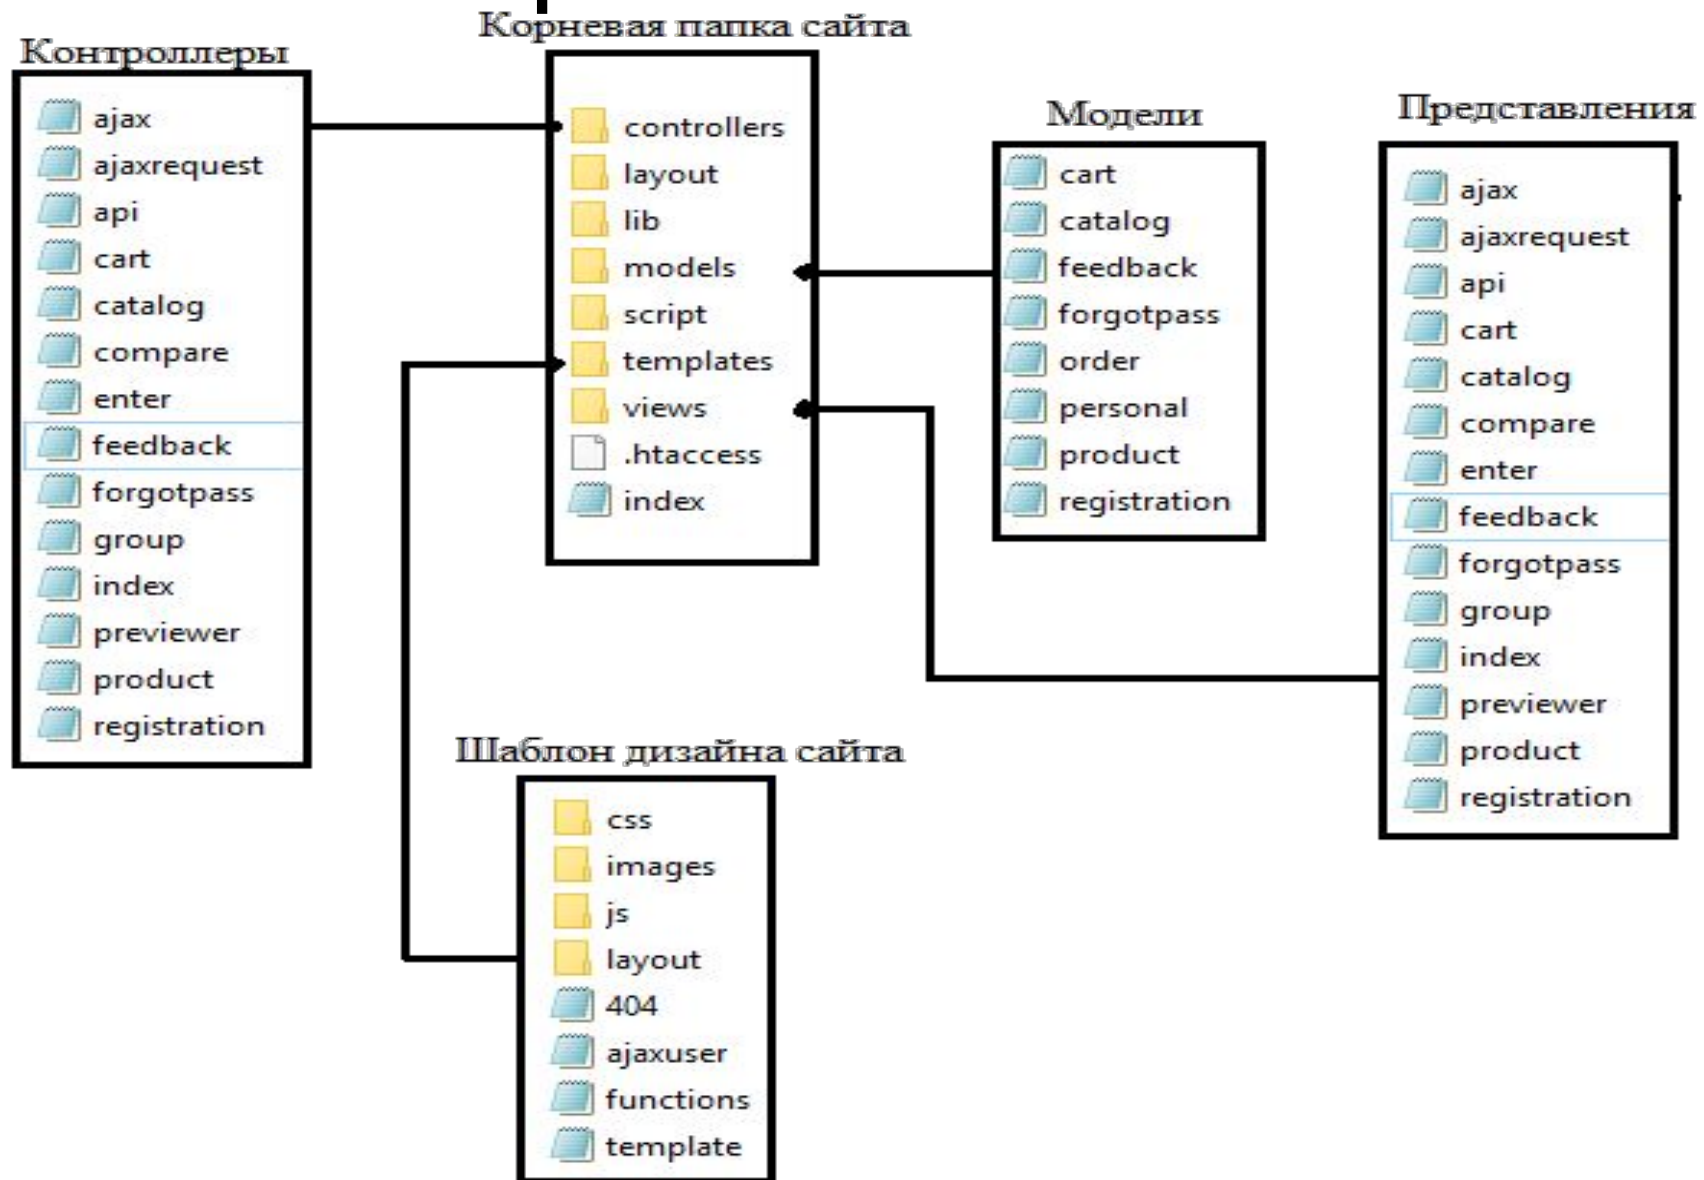 Контроллеры
ajax
ajaxrequest
api
cart
catalog
compare
enter
feedback
forgotpass
group
index
previewer
product
registration
Корневая папка сайта
controllers
layout
lib
models
script
templates
views
.htaccess
index
Модели
cart
catalog
feedback
forgotpass
order
personal
product
registration
Представления
ajax
ajaxrequest
api
cart
catalog
compare
enter
feedback
forgotpass
group
index
previewer
product
registration
Шаблон дизайна сайта
css
images
js
layout
404
ajaxuser
functions
template